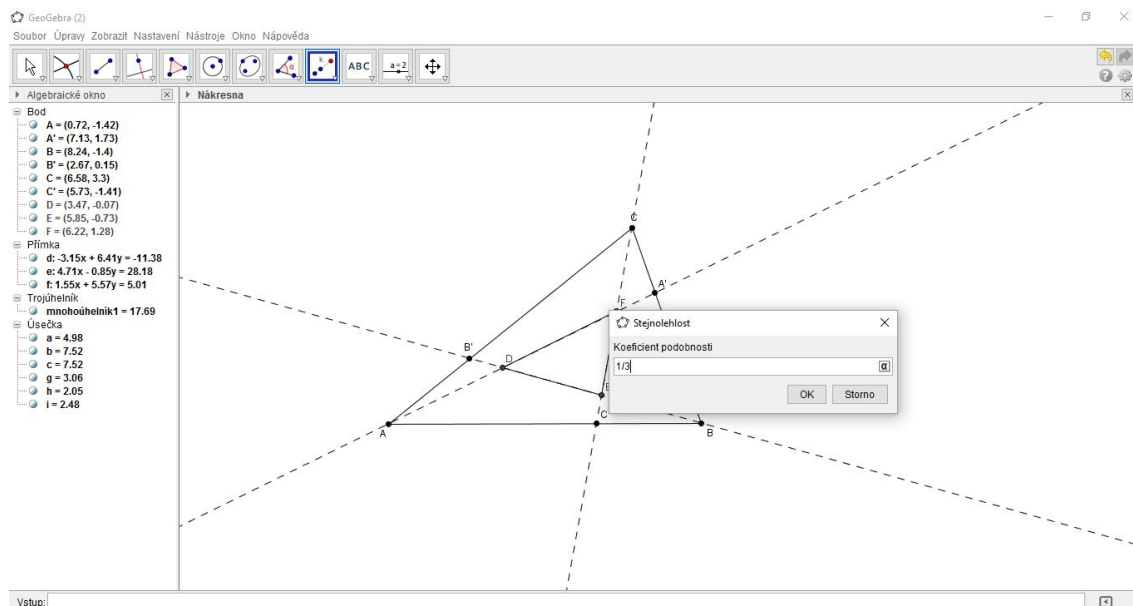 GeoGebra (2)
Soubor Úpravy Zobrazit Nastavení Nástroje Okno Nápověda
k
α
ABC
a=2
Algebraické okno
Nákresna
Bod
A = (0.72, -1.42)
A' = (7.13, 1.73)
B = (8.24, -1.4)
B' = (2.67, 0.15)
C = (6.58, 3.3)
C' = (5.73, -1.41)
D = (3.47, -0.07)
E = (5.85, -0.73)
F = (6.22, 1.28)
Přímka
d: -3.15x + 6.41y = -11.38
e: 4.71x - 0.85y = 28.18
f: 1.55x + 5.57y = 5.01
Trojúhelník
mnohoúhelník1 = 17.69
Úsečka
a = 4.98
b = 7.52
c = 7.52
g = 3.06
h = 2.05
i = 2.48
C
A'
F
B'
D
E
C
A
B
Stejnolehlost
Koeficient podobnosti
1/3
α
OK Storno
Vstup: